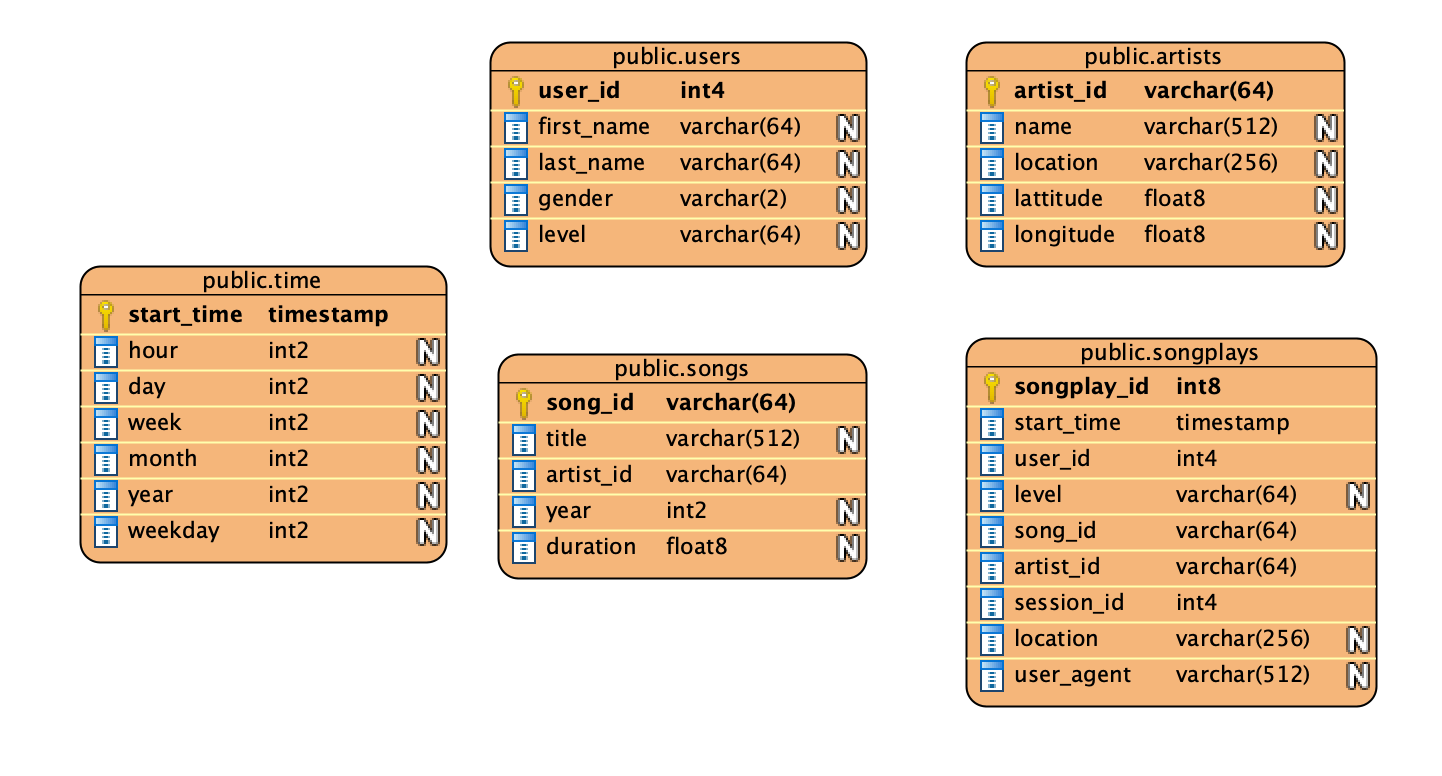 public.users
user_id int4
first_name varchar(64) N
last_name varchar(64) N
gender varchar(2) N
level varchar(64) N
public.artists
artist_id varchar(64)
name varchar(512) N
location varchar(256) N
lattitude float8 N
longitude float8 N
public.time
start_time timestamp
hour int2 N
day int2 N
week int2 N
month int2 N
year int2 N
weekday int2 N
public.songs
song_id varchar(64)
title varchar(512) N
artist_id varchar(64)
year int2 N
duration float8 N
public.songplays
songplay_id int8
start_time timestamp
user_id int4
level varchar(64) N
song_id varchar(64)
artist_id varchar(64)
session_id int4
location varchar(256) N
user_agent varchar(512) N